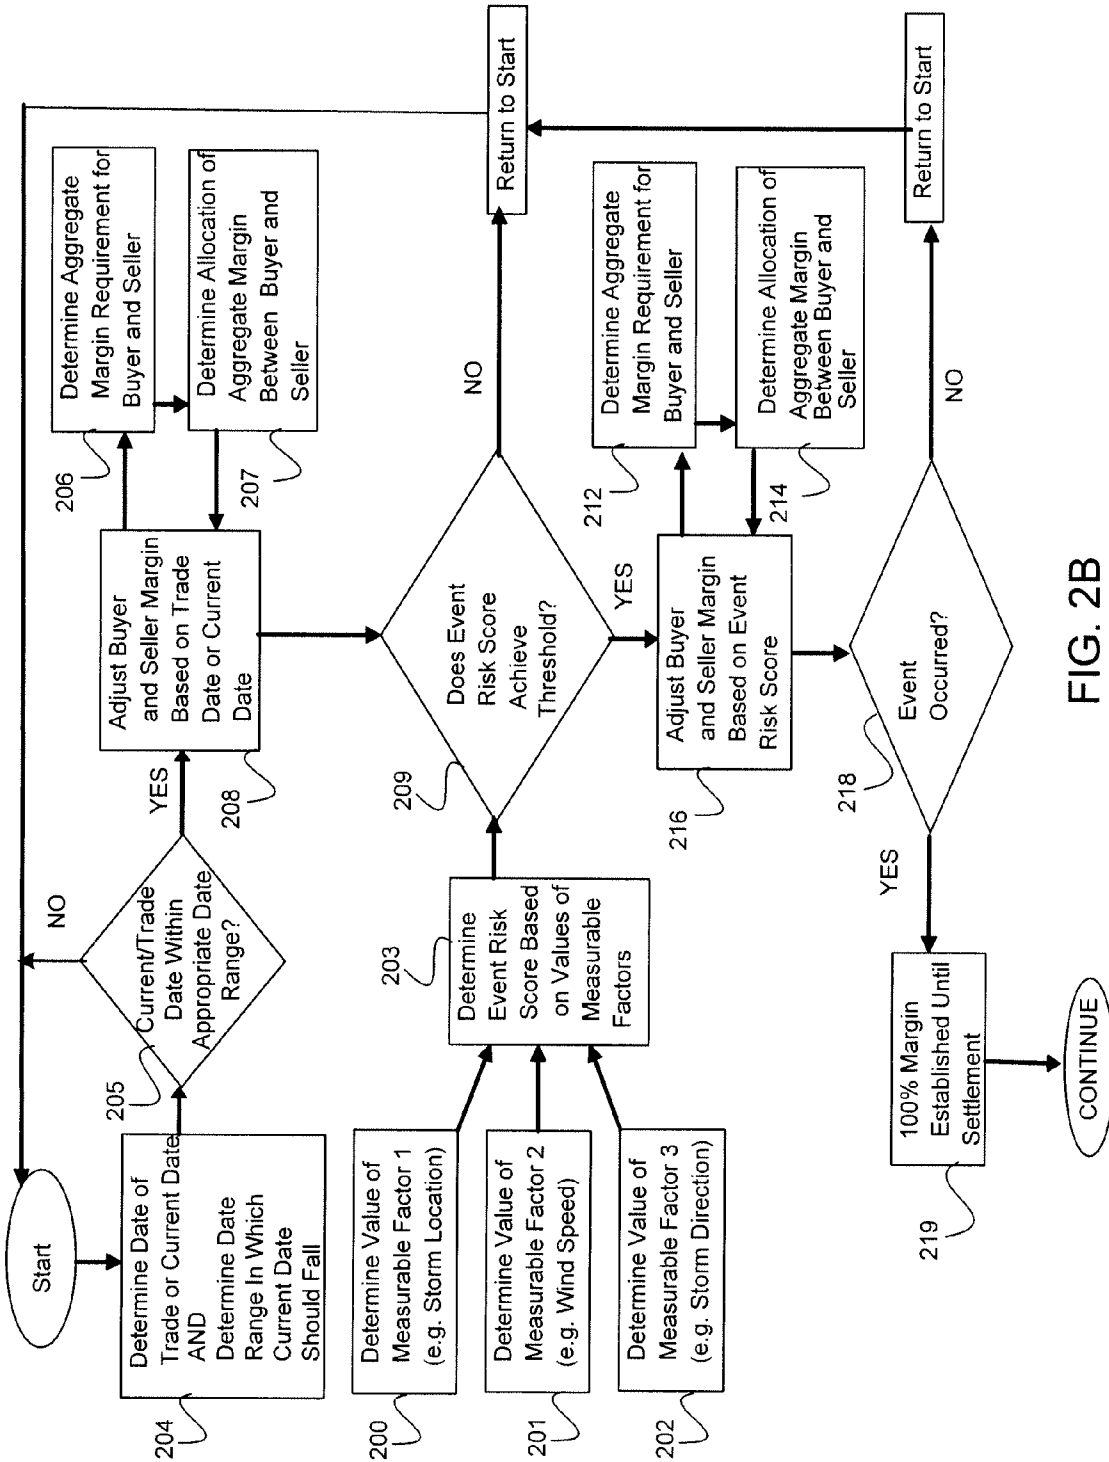 Start
Determine Date of
Trade or Current Date
AND
Determine Date
Range In Which
Current Date
Should Fall
204
Current/Trade
Date Within
Appropriate Date
Range?
205
NO
YES
Adjust Buyer
and Seller Margin
Based on Trade
Date or Current
Date
208
Determine Aggregate
Margin Requirement for
Buyer and Seller
206
Determine Allocation of
Aggregate Margin
Between Buyer and
Seller
207
Determine Value of
Measurable Factor 1
(e.g. Storm Location)
200
Determine Value of
Measurable Factor 2
(e.g. Wind Speed)
201
Determine Value of
Measurable Factor 3
(e.g. Storm Direction)
202
Determine
Event Risk
Score Based
on Values of
Measurable
Factors
203
Does Event
Risk Score
Achieve
Threshold?
209
NO
Return to Start
YES
Adjust Buyer
and Seller Margin
Based on Event
Risk Score
216
Determine Aggregate
Margin Requirement for
Buyer and Seller
212
Determine Allocation of
Aggregate Margin
Between Buyer and
Seller
214
Event
Occurred?
218
NO
Return to Start
YES
100% Margin
Established Until
Settlement
219
CONTINUE
FIG. 2B